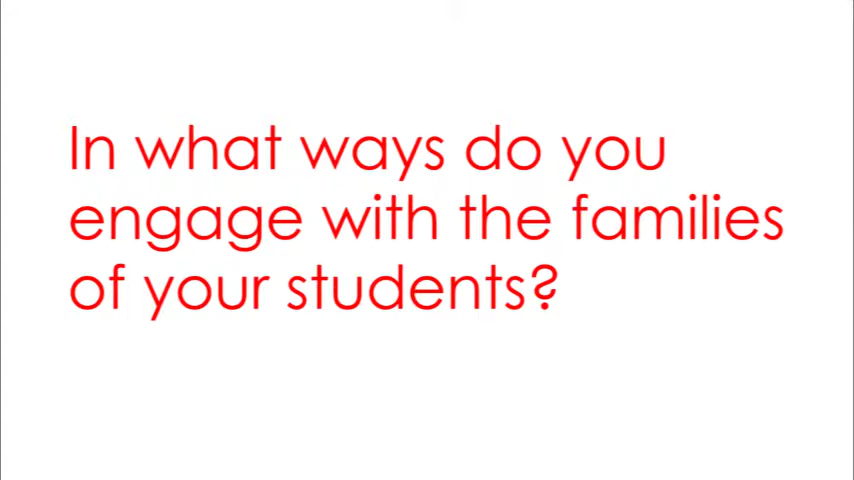 In what ways do you
engage with the families
of your students?